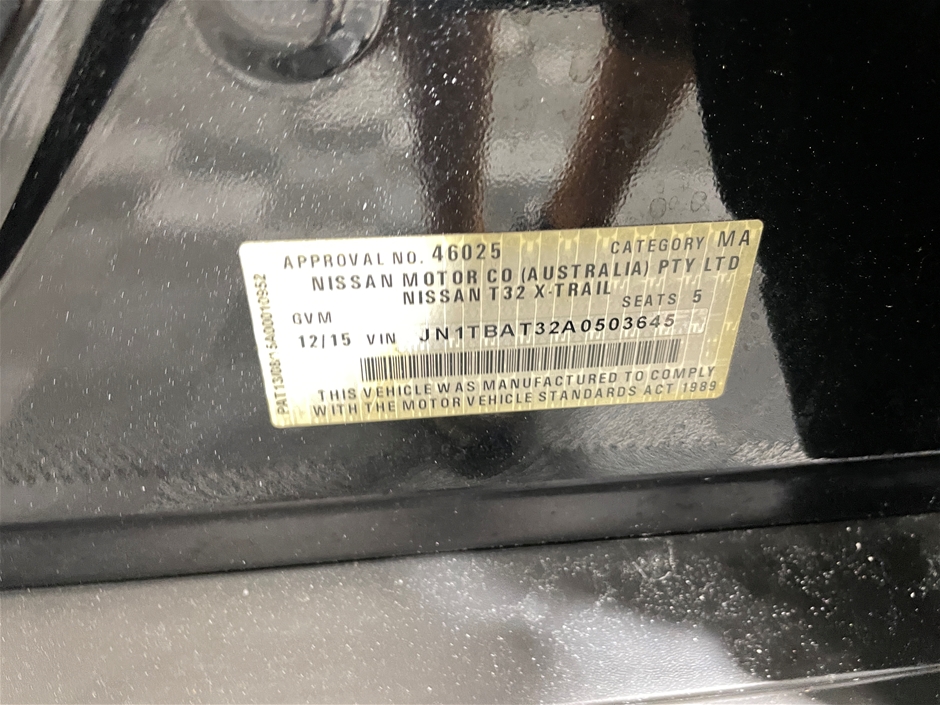 APPROVAL NO. 46025 CATEGORY MA
NISSAN MOTOR CO (AUSTRALIA) PTY LTD
NISSAN T32 X-TRAIL
SEATS 5
GVM
12/15 VIN JN1TBAT32A0503645
THIS VEHICLE WAS MANUFACTURED TO COMPLY
WITH THE MOTOR VEHICLE STANDARDS ACT 1989